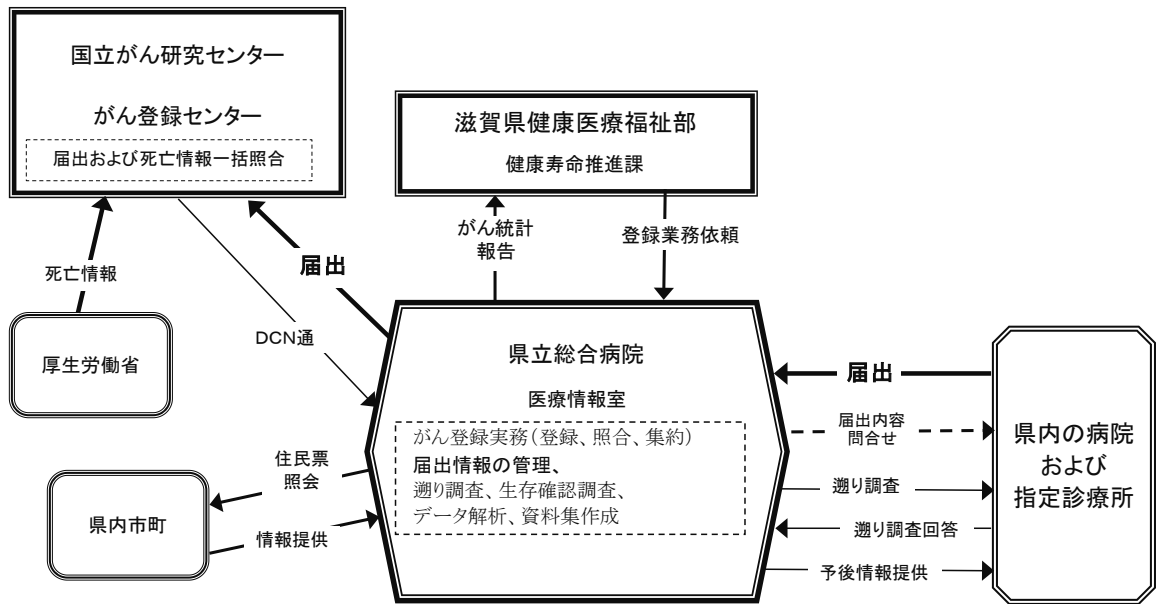 国立がん研究センター
がん登録センター
届出および死亡情報一括照合
滋賀県健康医療福祉部
健康寿命推進課
がん統計
報告
登録業務依頼
届出
死亡情報
DCN通
厚生労働省
県立総合病院
医療情報室
がん登録実務(登録、照合、集約)
届出情報の管理、
遡り調査、生存確認調査、
データ解析、資料集作成
住民票
照会
県内市町
情報提供
届出
届出内容
問合せ
遡り調査
遡り調査回答
予後情報提供
県内の病院
および
指定診療所